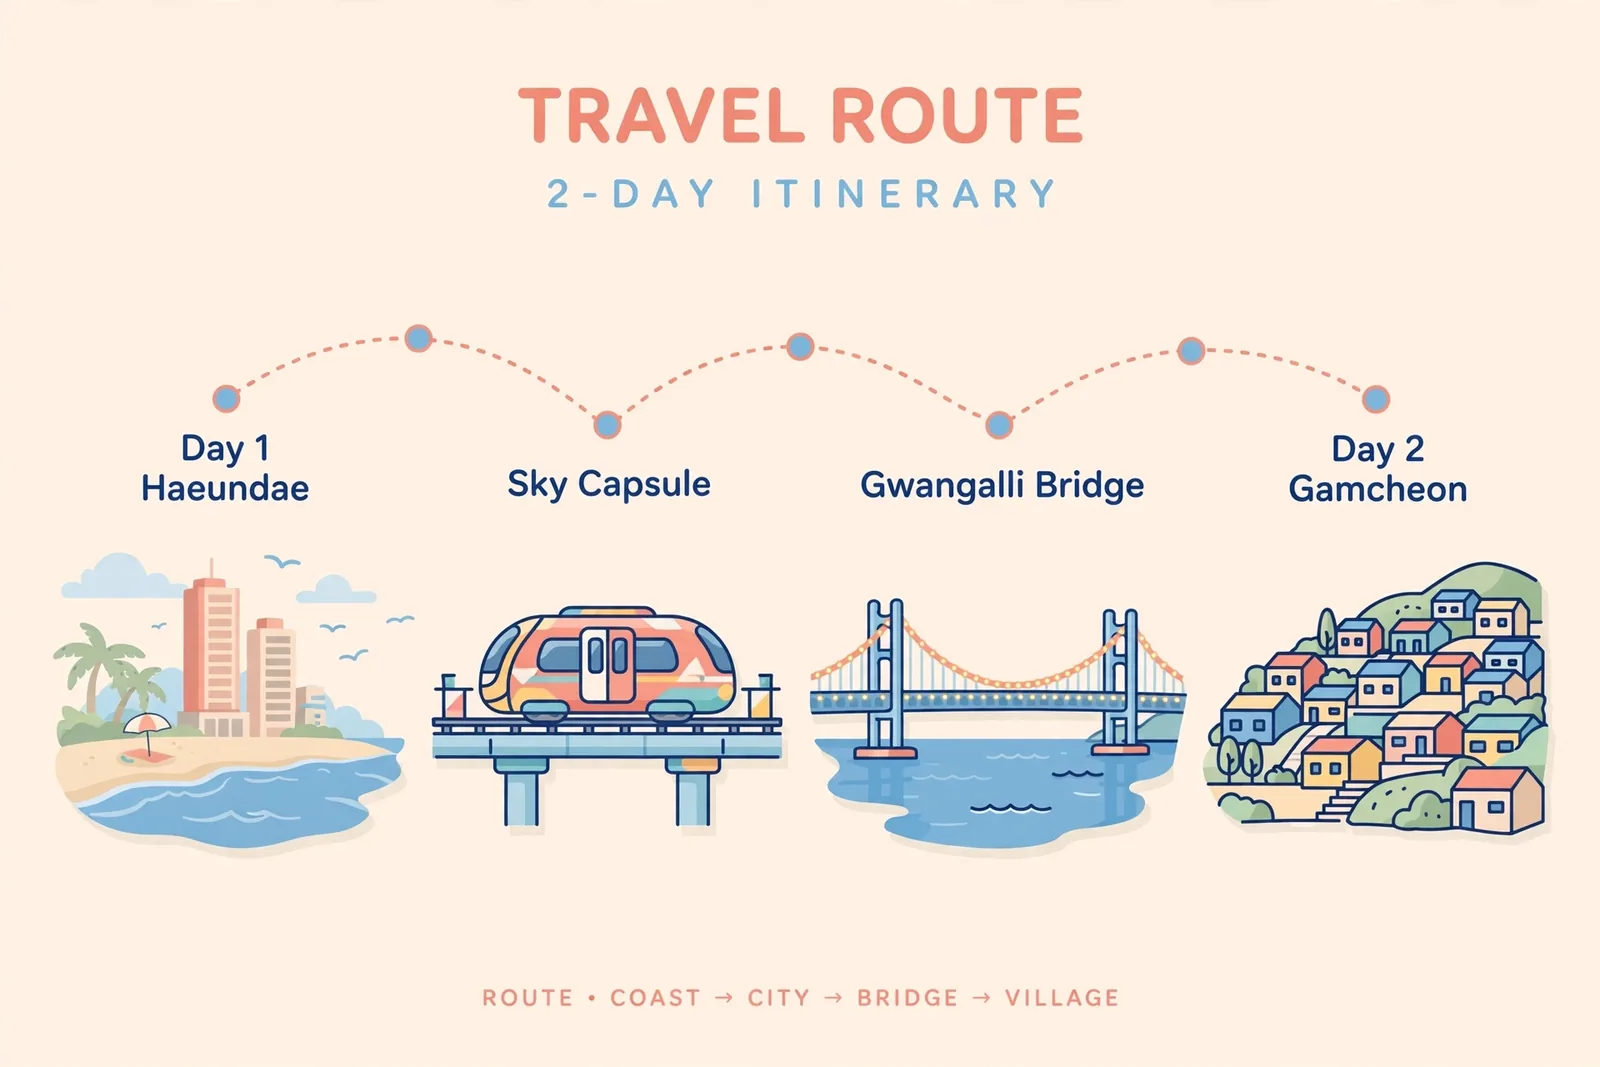 TRAVEL ROUTE
2-DAY ITINERARY
Day 1
Haeundae
Sky Capsule
Gwangalli Bridge
Day 2
Gamcheon
ROUTE • COAST → CITY → BRIDGE → VILLAGE